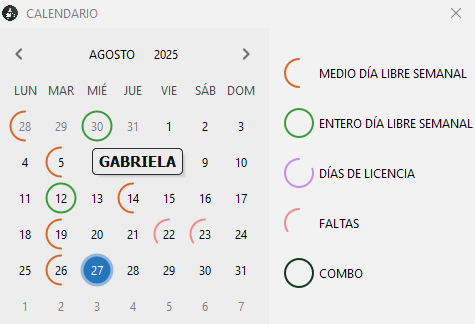 CALENDARIO
AGOSTO 2025
LUN MAR MIÉ JUE VIE SÁB DOM
28 29 30 31 1 2 3
4 5 GABRIELA 9 10
11 12 13 14 15 16 17
18 19 20 21 22 23 24
25 26 27 28 29 30 31
1 2 3 4 5 6 7
MEDIO DÍA LIBRE SEMANAL
ENTERO DÍA LIBRE SEMANAL
DÍAS DE LICENCIA
FALTAS
COMBO